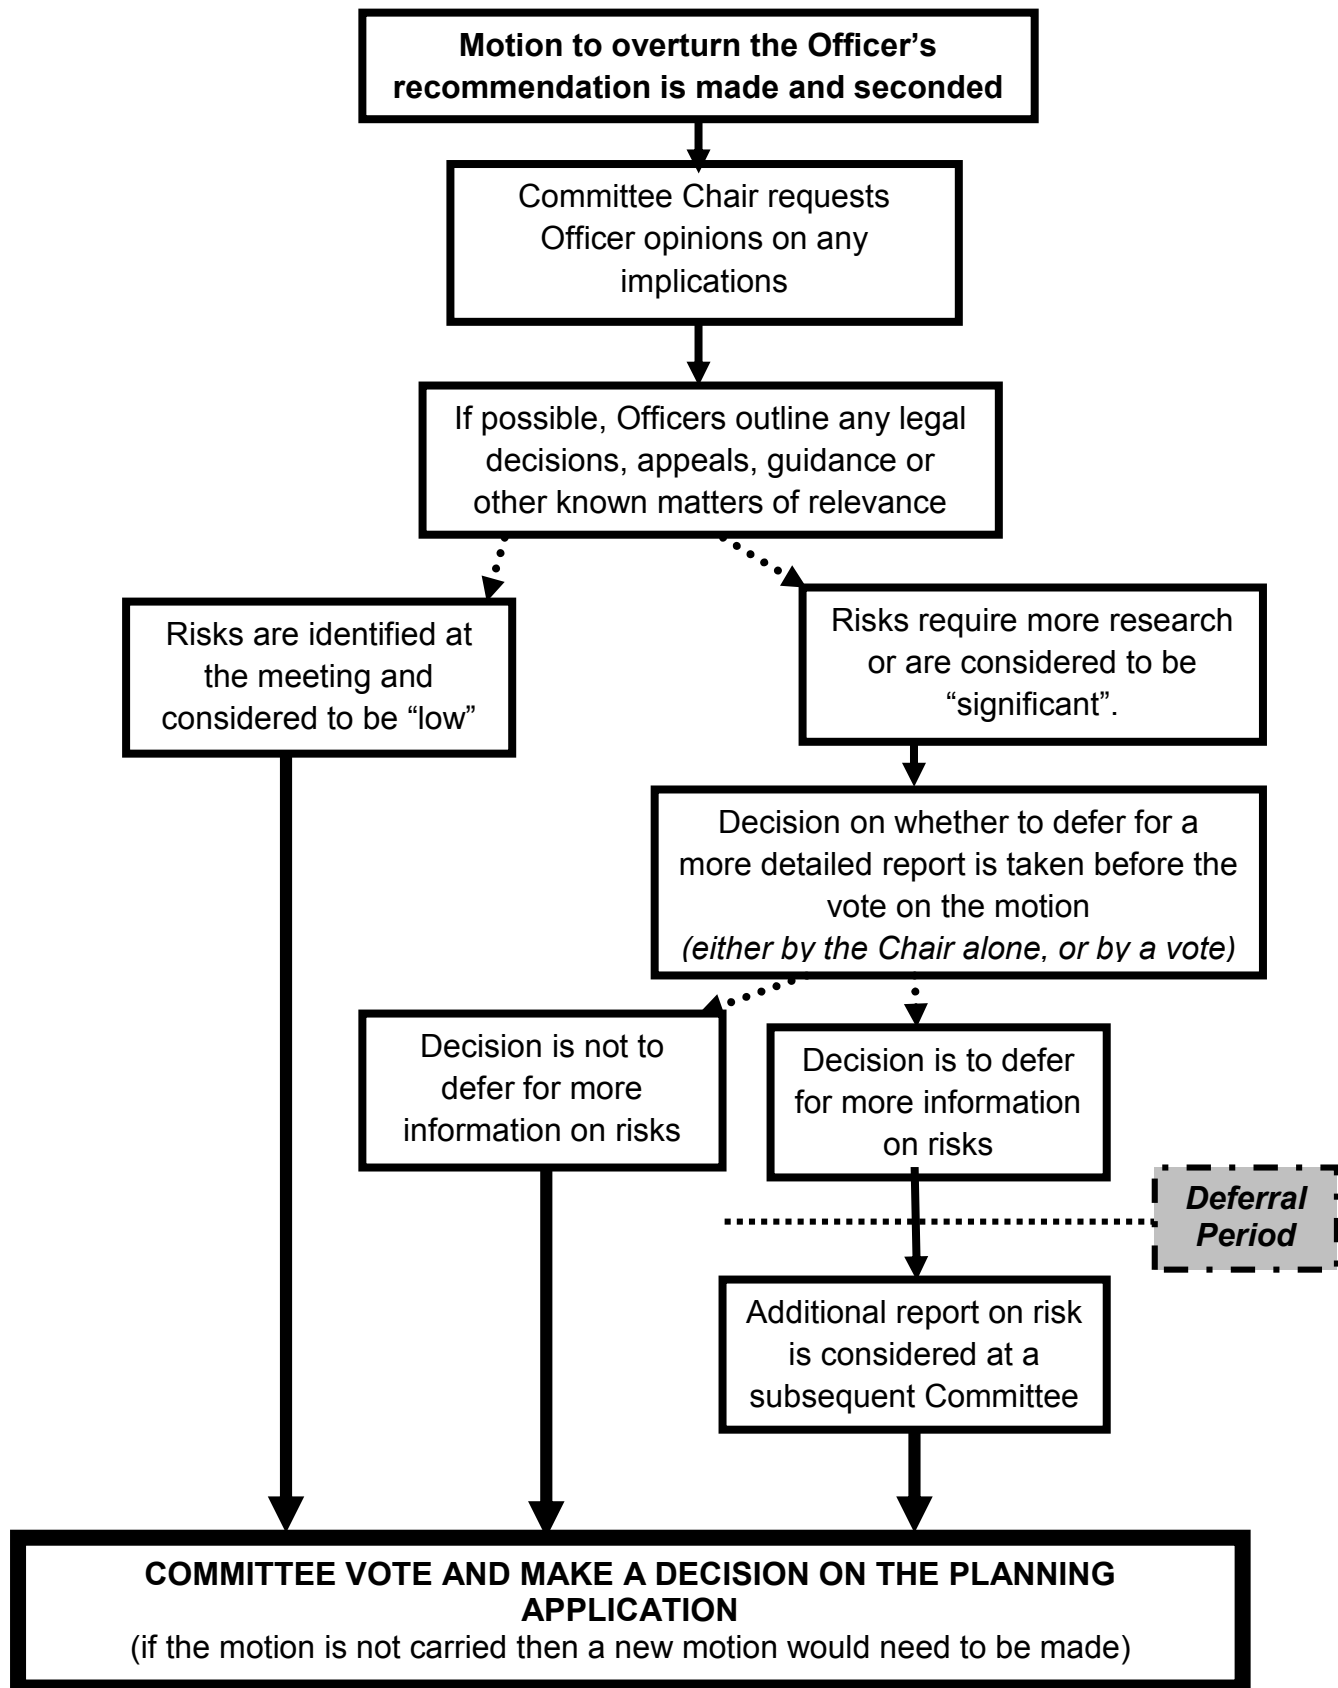 Motion to overturn the Officer’s
recommendation is made and seconded
Committee Chair requests
Officer opinions on any
implications
If possible, Officers outline any legal
decisions, appeals, guidance or
other known matters of relevance
Risks are identified at
the meeting and
considered to be “low”
Risks require more research
or are considered to be
“significant”.
Decision on whether to defer for a
more detailed report is taken before the
vote on the motion
(either by the Chair alone, or by a vote)
Decision is not to
defer for more
information on risks
Decision is to defer
for more information
on risks
Deferral
Period
Additional report on risk
is considered at a
subsequent Committee
COMMITTEE VOTE AND MAKE A DECISION ON THE PLANNING
APPLICATION
(if the motion is not carried then a new motion would need to be made)